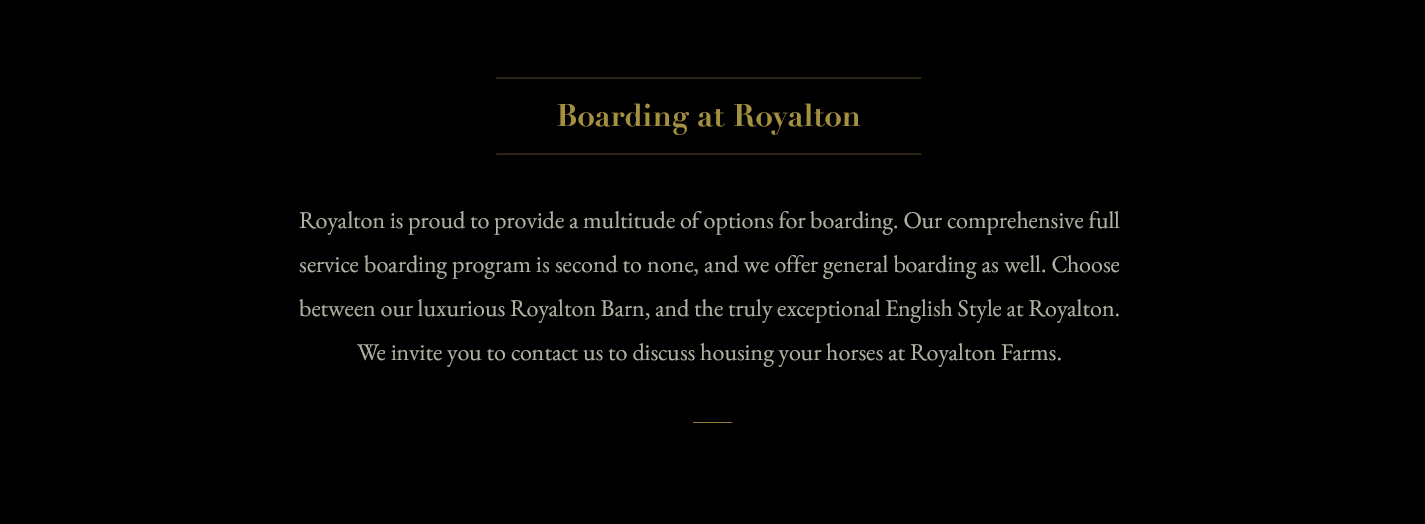 Boarding at Royalton
Royalton is proud to provide a multitude of options for boarding. Our comprehensive full
service boarding program is second to none, and we offer general boarding as well. Choose
between our luxurious Royalton Barn, and the truly exceptional English Style at Royalton.
We invite you to contact us to discuss housing your horses at Royalton Farms.